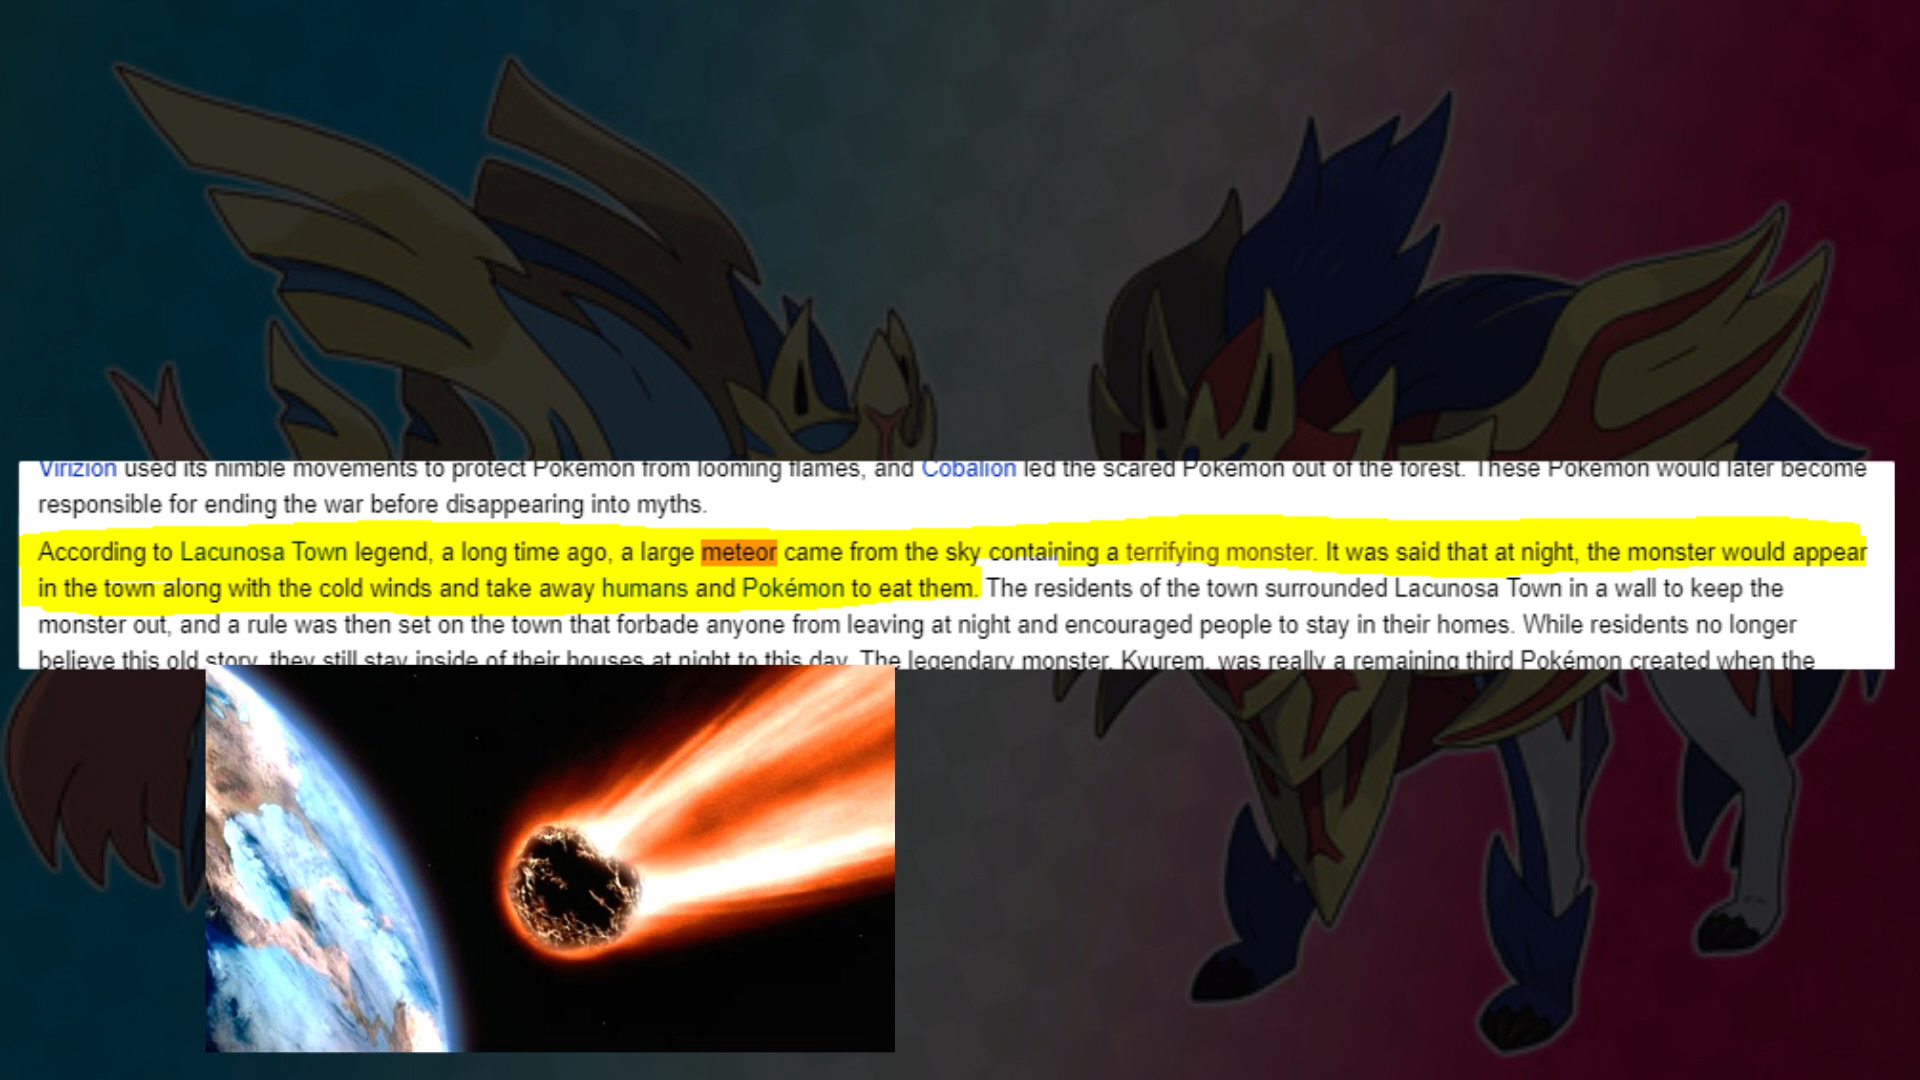 Virizion used its nimble movements to protect Pokémon from looming flames, and Cobalion led the scared Pokémon out of the forest. These Pokémon would later become
responsible for ending the war before disappearing into myths.
According to Lacunosa Town legend, a long time ago, a large meteor came from the sky containing a terrifying monster. It was said that at night, the monster would appear
in the town along with the cold winds and take away humans and Pokémon to eat them. The residents of the town surrounded Lacunosa Town in a wall to keep the
monster out, and a rule was then set on the town that forbade anyone from leaving at night and encouraged people to stay in their homes. While residents no longer
believe this old story, they still stay inside of their houses at night to this day. The legendary monster, Kyurem, was really a remaining third Pokémon created when the